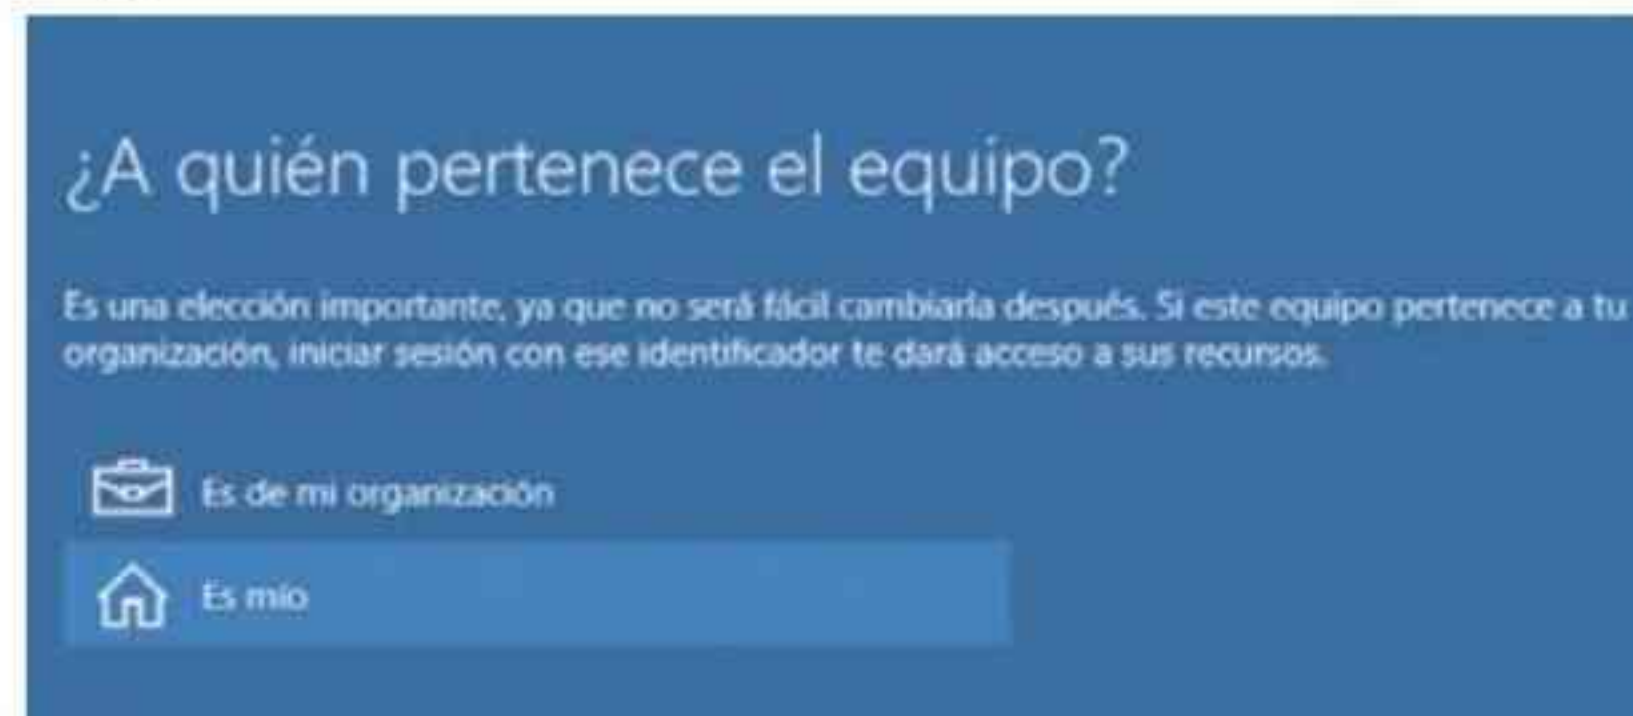 ¿A quién pertenece el equipo?
Es una elección importante, ya que no será fácil cambiarla después. Si este equipo pertenece a tu
organización, iniciar sesión con ese identificador te dará acceso a sus recursos.
Es de mi organización
Es mío